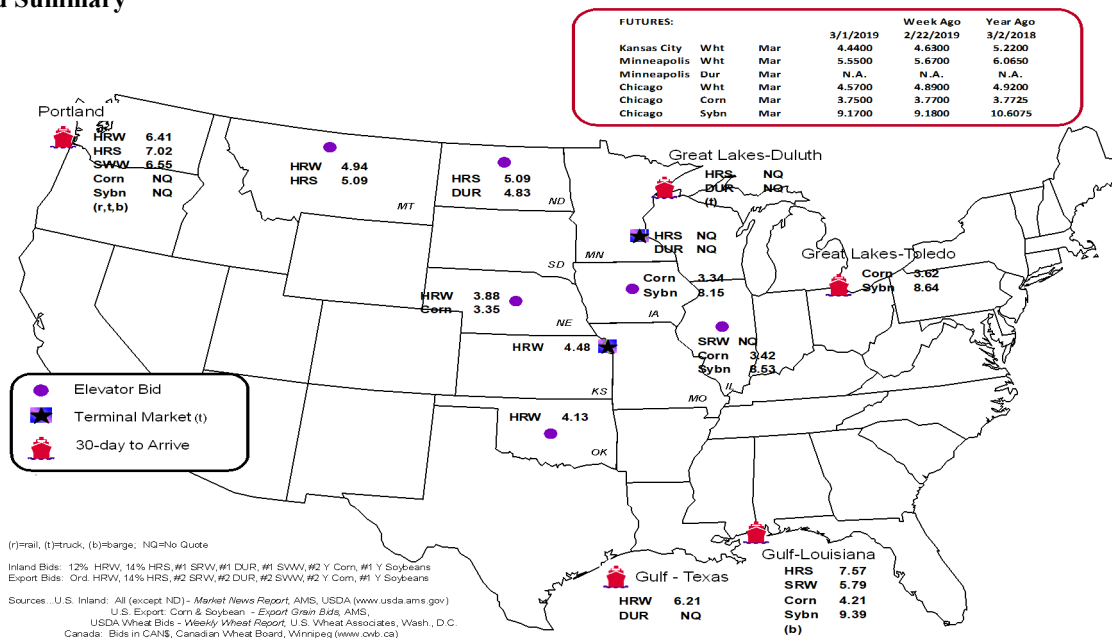 d Summary
FUTURES: Week Ago Year Ago
3/1/2019 2/22/2019 3/2/2018
Kansas City Wht Mar 4.4400 4.6300 5.2200
Minneapolis Wht Mar 5.5500 5.6700 6.0650
Minneapolis Dur Mar N.A. N.A. N.A.
Chicago Wht Mar 4.5700 4.8900 4.9200
Chicago Corn Mar 3.7500 3.7700 3.7725
Chicago Sybn Mar 9.1700 9.1800 10.6075
Portland
HRW 6.41
HRS 7.02
SWW 6.55
Corn NQ
Sybn NQ
(r,t,b)
HRW 4.94
HRS 5.09
MT
HRS 5.09
DUR 4.83
ND
Great Lakes-Duluth
HRS NQ
DUR NQ
(t)
HRS NQ
DUR NQ
MN
SD
Great Lakes-Toledo
Corn 3.62
Sybn 8.64
Corn 3.34
Sybn 8.15
IA
HRW 3.88
Corn 3.35
NE
SRW NQ
Corn 3.42
Sybn 8.53
IL
HRW 4.48
KS
MO
HRW 4.13
OK
Elevator Bid
Terminal Market (t)
30-day to Arrive
Gulf - Texas
HRW 6.21
DUR NQ
Gulf-Louisiana
HRS 7.57
SRW 5.79
Corn 4.21
Sybn 9.39
(b)
(r)=rail, (t)=truck, (b)=barge; NQ=No Quote
Inland Bids: 12% HRW, 14% HRS, #1 SRW, #1 DUR, #1 SWW, #2 Y Corn, #1 Y Soybeans
Export Bids: Ord. HRW, 14% HRS, #2 SRW, #2 DUR, #2 SWW, #2 Y Corn, #1 Y Soybeans
Sources...U.S. Inland: All (except ND) - Market News Report, AMS, USDA (www.usda.ams.gov)
U.S. Export: Corn & Soybean - Export Grain Bids, AMS,
USDA Wheat Bids - Weekly Wheat Report, U.S. Wheat Associates, Wash., D.C.
Canada: Bids in CAN$, Canadian Wheat Board, Winnipeg (www.cwb.ca)